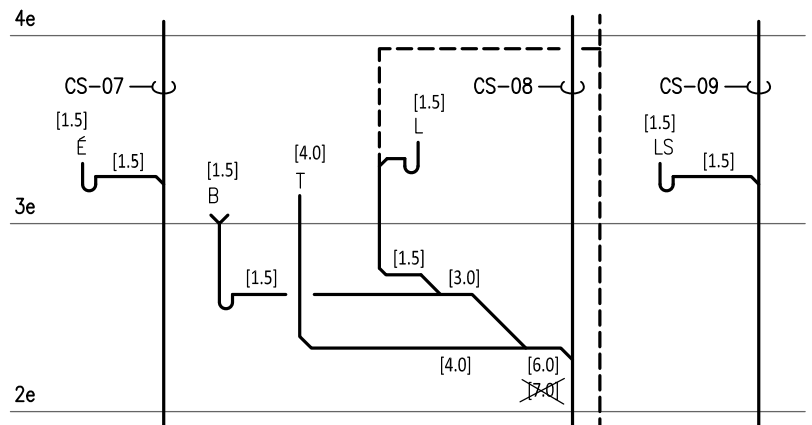 4e
CS-07
CS-08
CS-09
[1.5]
É
[1.5]
[1.5]
B
[4.0]
T
[1.5]
L
[1.5]
LS
[1.5]
3e
[1.5]
[1.5]
[3.0]
[4.0]
[6.0]
[7.0]
2e